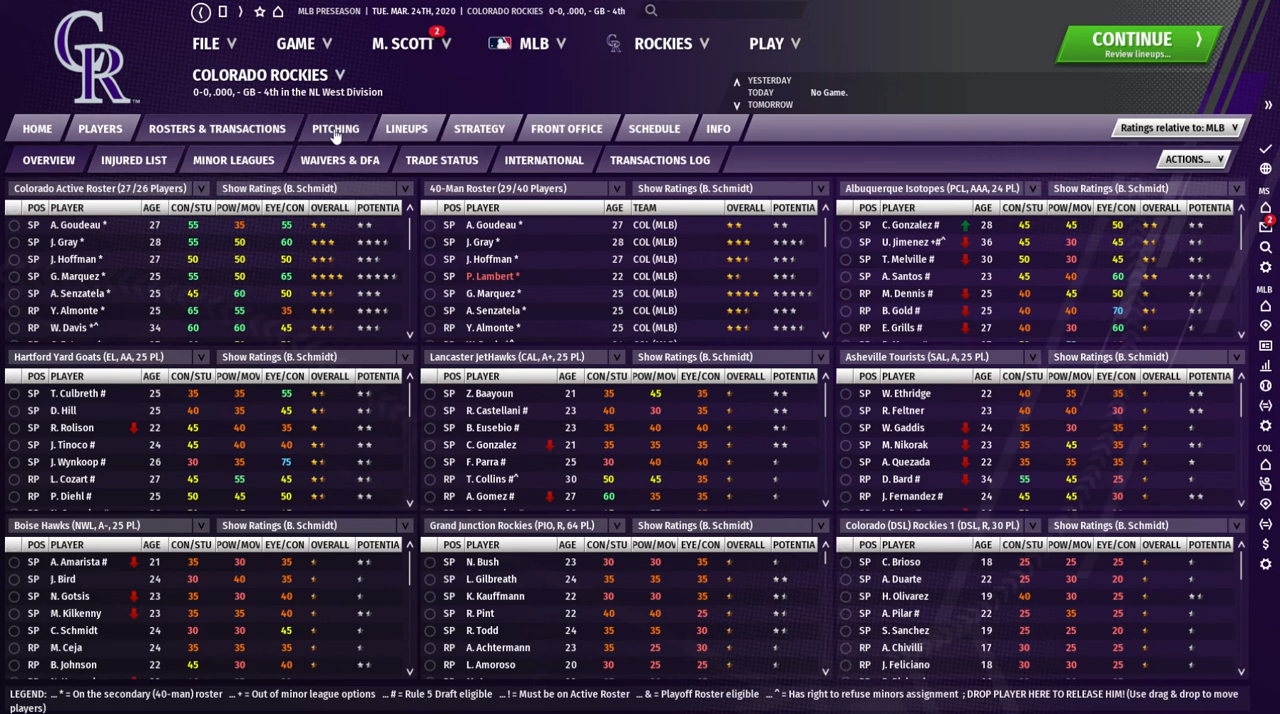 MLB PRESEASON | TUE. MAR. 24TH, 2020 | COLORADO ROCKIES 0-0, .000, - GB - 4th
FILE GAME M. SCOTT 2 MLB ROCKIES PLAY
CONTINUE
Review lineups...
COLORADO ROCKIES
0-0, .000, - GB - 4th in the NL West Division
YESTERDAY
TODAY No Game.
TOMORROW
HOME PLAYERS ROSTERS & TRANSACTIONS PITCHING LINEUPS STRATEGY FRONT OFFICE SCHEDULE INFO Ratings relative to: MLB
OVERVIEW INJURED LIST MINOR LEAGUES WAIVERS & DFA TRADE STATUS INTERNATIONAL TRANSACTIONS LOG ACTIONS...
Colorado Active Roster (27/26 Players) Show Ratings (B. Schmidt)
POS PLAYER AGE CON/STU POW/MOV EYE/CON OVERALL POTENTIA
SP A. Goudeau * 27 55 35 55
SP J. Gray * 28 55 50 60
SP J. Hoffman * 27 50 50 50
SP G. Marquez * 25 55 50 65
SP A. Senzatela * 25 45 60 50
RP Y. Almonte * 25 65 55 35
RP W. Davis *^ 34 60 60 45
40-Man Roster (29/40 Players) Show Ratings (B. Schmidt)
POS PLAYER AGE TEAM OVERALL POTENTIA
SP A. Goudeau * 27 COL (MLB)
SP J. Gray * 28 COL (MLB)
SP J. Hoffman * 27 COL (MLB)
SP P. Lambert * 22 COL (MLB)
SP G. Marquez * 25 COL (MLB)
SP A. Senzatela * 25 COL (MLB)
RP Y. Almonte * 25 COL (MLB)
Albuquerque Isotopes (PCL, AAA, 24 Pl.) Show Ratings (B. Schmidt)
POS PLAYER AGE CON/STU POW/MOV EYE/CON OVERALL POTENTIA
SP C. Gonzalez # 28 45 45 50
SP U. Jimenez +#^ 36 45 30 45
SP T. Melville # 30 50 30 45
SP A. Santos # 23 45 40 60
RP M. Dennis # 25 40 45 50
RP B. Gold # 25 40 40 70
RP E. Grills # 27 40 30 60
Hartford Yard Goats (EL, AA, 25 Pl.) Show Ratings (B. Schmidt)
POS PLAYER AGE CON/STU POW/MOV EYE/CON OVERALL POTENTIA
SP T. Culbreth # 25 35 35 55
SP D. Hill 25 40 35 45
SP R. Rolison 22 45 40 35
SP J. Tinoco # 24 45 40 40
SP J. Wynkoop # 26 30 35 75
RP L. Cozart # 27 45 55 45
RP P. Diehl # 25 50 45 50
Lancaster JetHawks (CAL, A+, 25 Pl.) Show Ratings (B. Schmidt)
POS PLAYER AGE CON/STU POW/MOV EYE/CON OVERALL POTENTIA
SP Z. Baayoun 21 35 45 35
SP R. Castellani # 23 40 30 35
SP B. Eusebio # 23 35 40 40
SP C. Gonzalez 21 35 35 35
SP F. Parra # 25 30 40 40
RP T. Collins #^ 30 50 45 35
RP A. Gomez # 27 60 35 35
Asheville Tourists (SAL, A, 25 Pl.) Show Ratings (B. Schmidt)
POS PLAYER AGE CON/STU POW/MOV EYE/CON OVERALL POTENTIA
SP W. Ethridge 22 40 35 35
SP R. Feltner 23 40 40 30
SP W. Gaddis 24 35 30 35
SP M. Nikorak 23 35 45 35
SP A. Quezada 22 35 35 35
RP D. Bard # 34 55 45 25
RP J. Fernandez # 24 45 45 30
Boise Hawks (NWL, A-, 25 Pl.) Show Ratings (B. Schmidt)
POS PLAYER AGE CON/STU POW/MOV EYE/CON OVERALL POTENTIA
SP A. Amarista # 21 35 30 35
SP J. Bird 24 30 40 35
SP N. Gotsis 23 35 30 40
SP M. Kilkenny 23 35 35 40
SP C. Schmidt 24 30 30 45
RP M. Ceja 24 35 35 35
RP B. Johnson 22 45 30 40
Grand Junction Rockies (PIO, R, 64 Pl.) Show Ratings (B. Schmidt)
POS PLAYER AGE CON/STU POW/MOV EYE/CON OVERALL POTENTIA
SP N. Bush 23 30 30 35
SP L. Gilbreath 24 35 35 30
SP K. Kauffmann 22 30 30 35
SP R. Pint 22 40 40 25
SP R. Todd 24 35 35 30
RP A. Achtermann 23 35 25 30
RP L. Amoroso 20 30 25 25
Colorado (DSL) Rockies 1 (DSL, R, 30 Pl.) Show Ratings (B. Schmidt)
POS PLAYER AGE CON/STU POW/MOV EYE/CON OVERALL POTENTIA
SP C. Brioso 18 25 25 25
SP A. Duarte 22 25 30 20
SP H. Olivarez 19 40 30 25
SP A. Pilar # 22 25 35 25
SP S. Sanchez 19 25 25 20
RP A. Chivilli 17 30 25 25
RP J. Feliciano 18 30 30 25
MS
2
MLB
COL
LEGEND: ... * = On the secondary (40-man) roster ... + = Out of minor league options ... # = Rule 5 Draft eligible ... ! = Must be on Active Roster ... & = Playoff Roster eligible ... ^ = Has right to refuse minors assignment ; DROP PLAYER HERE TO RELEASE HIM! (Use drag & drop to move
players)